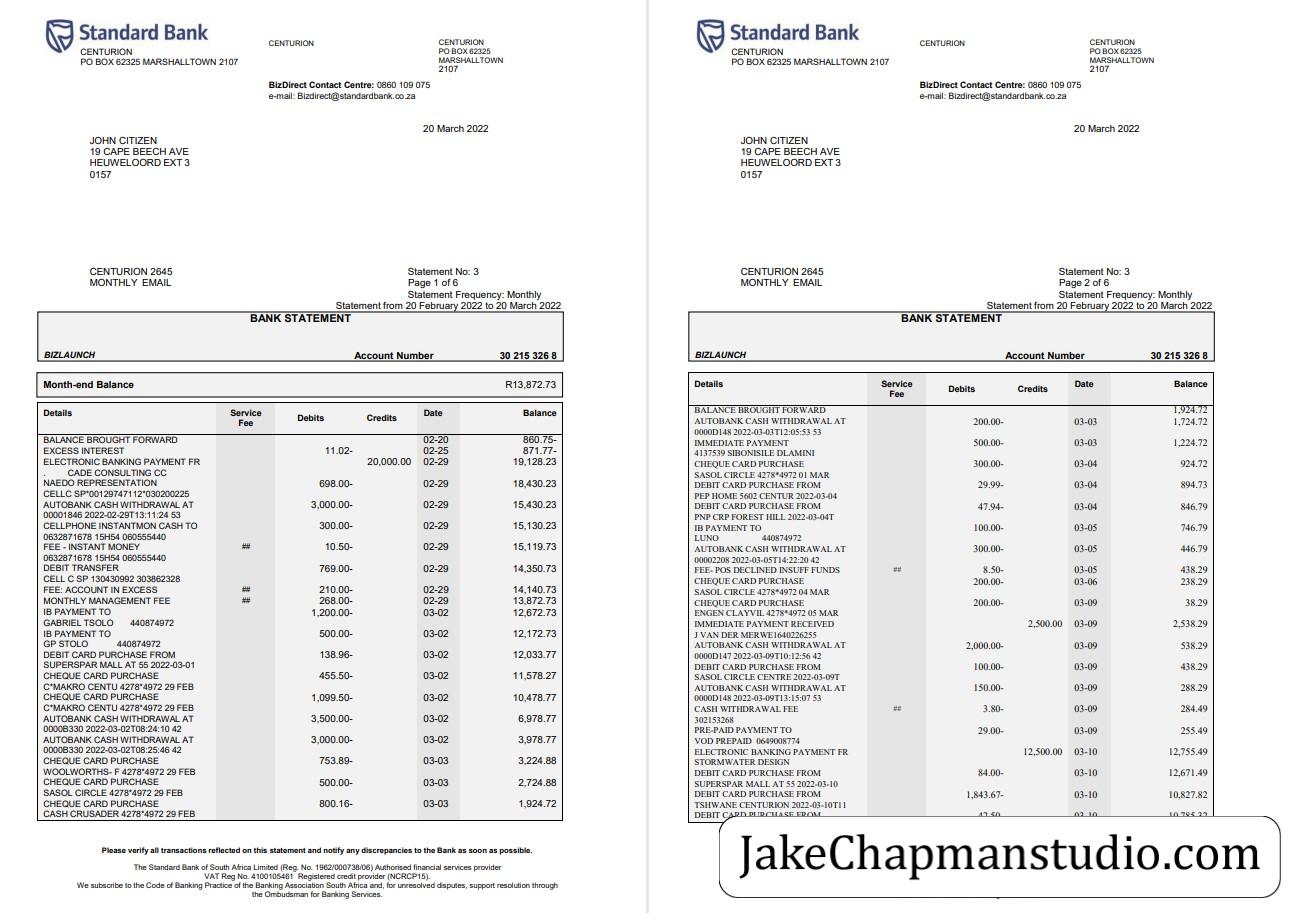 Standard Bank
CENTURION
PO BOX 62325 MARSHALLTOWN 2107
CENTURION
CENTURION
PO BOX 62325
MARSHALLTOWN
2107
BizDirect Contact Centre: 0860 109 075
e-mail: Bizdirect@standardbank.co.za
20 March 2022
JOHN CITIZEN
19 CAPE BEECH AVE
HEUWELOORD EXT 3
0157
CENTURION 2645
MONTHLY EMAIL
Statement No: 3
Page 1 of 6
Statement Frequency: Monthly
Statement from 20 February 2022 to 20 March 2022
BANK STATEMENT
BIZLAUNCH Account Number 30 215 326 8
Month-end Balance R13,872.73
Details Service Fee Debits Credits Date Balance
BALANCE BROUGHT FORWARD 02-20 860.75-
EXCESS INTEREST 11.02- 02-25 871.77-
ELECTRONIC BANKING PAYMENT FR 20,000.00 02-29 19,128.23
. CADE CONSULTING CC
NAEDO REPRESENTATION 698.00- 02-29 18,430.23
CELLC SP*00129747112*030200225
AUTOBANK CASH WITHDRAWAL AT 3,000.00- 02-29 15,430.23
00001846 2022-02-29T13:11:24 53
CELLPHONE INSTANTMON CASH TO 300.00- 02-29 15,130.23
0632871678 15H54 060555440
FEE - INSTANT MONEY ## 10.50- 02-29 15,119.73
0632871678 15H54 060555440
DEBIT TRANSFER 769.00- 02-29 14,350.73
CELL C SP 130430992 303862328
FEE: ACCOUNT IN EXCESS ## 210.00- 02-29 14,140.73
MONTHLY MANAGEMENT FEE ## 268.00- 02-29 13,872.73
IB PAYMENT TO 1,200.00- 03-02 12,672.73
GABRIEL TSOLO 440874972
IB PAYMENT TO 500.00- 03-02 12,172.73
GP STOLO 440874972
DEBIT CARD PURCHASE FROM 138.96- 03-02 12,033.77
SUPERSPAR MALL AT 55 2022-03-01
CHEQUE CARD PURCHASE 455.50- 03-02 11,578.27
C*MAKRO CENTU 4278*4972 29 FEB
CHEQUE CARD PURCHASE 1,099.50- 03-02 10,478.77
C*MAKRO CENTU 4278*4972 29 FEB
AUTOBANK CASH WITHDRAWAL AT 3,500.00- 03-02 6,978.77
0000B330 2022-03-02T08:24:10 42
AUTOBANK CASH WITHDRAWAL AT 3,000.00- 03-02 3,978.77
0000B330 2022-03-02T08:25:46 42
CHEQUE CARD PURCHASE 753.89- 03-03 3,224.88
WOOLWORTHS- F 4278*4972 29 FEB
CHEQUE CARD PURCHASE 500.00- 03-03 2,724.88
SASOL CIRCLE 4278*4972 29 FEB
CHEQUE CARD PURCHASE 800.16- 03-03 1,924.72
CASH CRUSADER 4278*4972 29 FEB
Please verify all transactions reflected on this statement and notify any discrepancies to the Bank as soon as possible.
The Standard Bank of South Africa Limited (Reg. No. 1962/000738/06) Authorised financial services provider
VAT Reg No. 4100105461 Registered credit provider (NCRCP15).
We subscribe to the Code of Banking Practice of the Banking Association South Africa and, for unresolved disputes, support resolution through
the Ombudsman for Banking Services.
Standard Bank
CENTURION
PO BOX 62325 MARSHALLTOWN 2107
CENTURION
CENTURION
PO BOX 62325
MARSHALLTOWN
2107
BizDirect Contact Centre: 0860 109 075
e-mail: Bizdirect@standardbank.co.za
20 March 2022
JOHN CITIZEN
19 CAPE BEECH AVE
HEUWELOORD EXT 3
0157
CENTURION 2645
MONTHLY EMAIL
Statement No: 3
Page 2 of 6
Statement Frequency: Monthly
Statement from 20 February 2022 to 20 March 2022
BANK STATEMENT
BIZLAUNCH Account Number 30 215 326 8
Details Service Fee Debits Credits Date Balance
BALANCE BROUGHT FORWARD 1,924.72
AUTOBANK CASH WITHDRAWAL AT 200.00- 03-03 1,724.72
0000D148 2022-03-03T12:05:53 53
IMMEDIATE PAYMENT 500.00- 03-03 1,224.72
4137539 SIBONISILE DLAMINI
CHEQUE CARD PURCHASE 300.00- 03-04 924.72
SASOL CIRCLE 4278*4972 01 MAR
DEBIT CARD PURCHASE FROM 29.99- 03-04 894.73
PEP HOME 5602 CENTUR 2022-03-04
DEBIT CARD PURCHASE FROM 47.94- 03-04 846.79
PNP CRP FOREST HILL 2022-03-04T
IB PAYMENT TO 100.00- 03-05 746.79
LUNO 440874972
AUTOBANK CASH WITHDRAWAL AT 300.00- 03-05 446.79
00002208 2022-03-05T14:22:20 42
FEE- POS DECLINED INSUFF FUNDS ## 8.50- 03-05 438.29
CHEQUE CARD PURCHASE 200.00- 03-06 238.29
SASOL CIRCLE 4278*4972 04 MAR
CHEQUE CARD PURCHASE 200.00- 03-09 38.29
ENGEN CLAYVIL 4278*4972 05 MAR
IMMEDIATE PAYMENT RECEIVED 2,500.00 03-09 2,538.29
J VAN DER MERWE1640226255
AUTOBANK CASH WITHDRAWAL AT 2,000.00- 03-09 538.29
0000D147 2022-03-09T10:12:56 42
DEBIT CARD PURCHASE FROM 100.00- 03-09 438.29
SASOL CIRCLE CENTRE 2022-03-09T
AUTOBANK CASH WITHDRAWAL AT 150.00- 03-09 288.29
0000D148 2022-03-09T13:15:07 53
CASH WITHDRAWAL FEE ## 3.80- 03-09 284.49
302153268
PRE-PAID PAYMENT TO 29.00- 03-09 255.49
VOD PREPAID 0649008774
ELECTRONIC BANKING PAYMENT FR 12,500.00 03-10 12,755.49
STORMWATER DESIGN
DEBIT CARD PURCHASE FROM 84.00- 03-10 12,671.49
SUPERSPAR MALL AT 55 2022-03-10
DEBIT CARD PURCHASE FROM 1,843.67- 03-10 10,827.82
TSHWANE CENTURION 2022-03-10T11
DEBIT CARD PURCHASE FROM 42.50- 03-10 10,785.32
JakeChapmanstudio.com